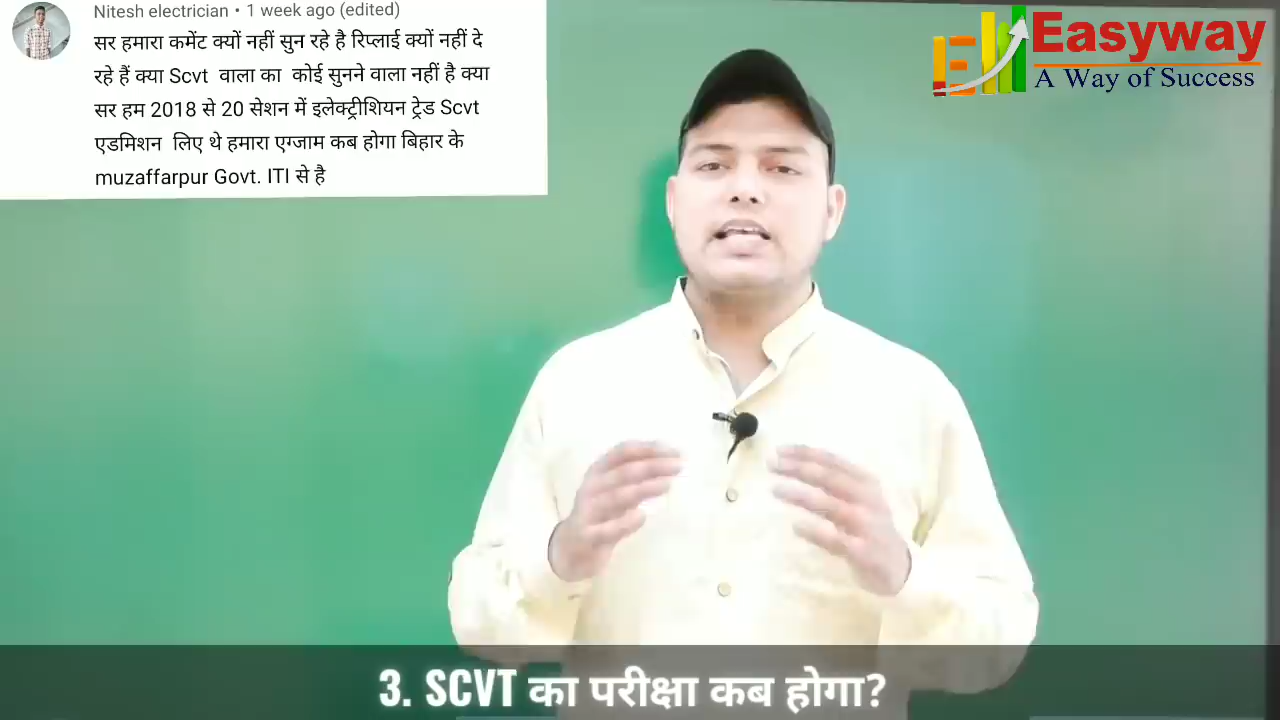 Nitesh electrician • 1 week ago (edited)
सर हमारा कमेंट क्यों नहीं सुन रहे है रिप्लाई क्यों नहीं दे
रहे हैं क्या Scvt वाला का कोई सुनने वाला नहीं है क्या
सर हम 2018 से 20 सेशन में इलेक्ट्रीशियन ट्रेड Scvt
एडमिशन लिए थे हमारा एग्जाम कब होगा बिहार के
muzaffarpur Govt. ITI से है
Easyway
A Way of Success
3. SCVT का परीक्षा कब होगा?